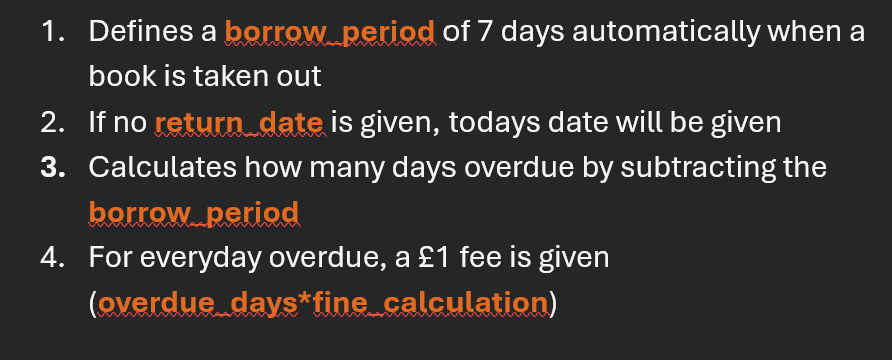 1. Defines a borrow_period of 7 days automatically when a
book is taken out
2. If no return_date is given, todays date will be given
3. Calculates how many days overdue by subtracting the
borrow_period
4. For everyday overdue, a £1 fee is given
(overdue_days*fine_calculation)